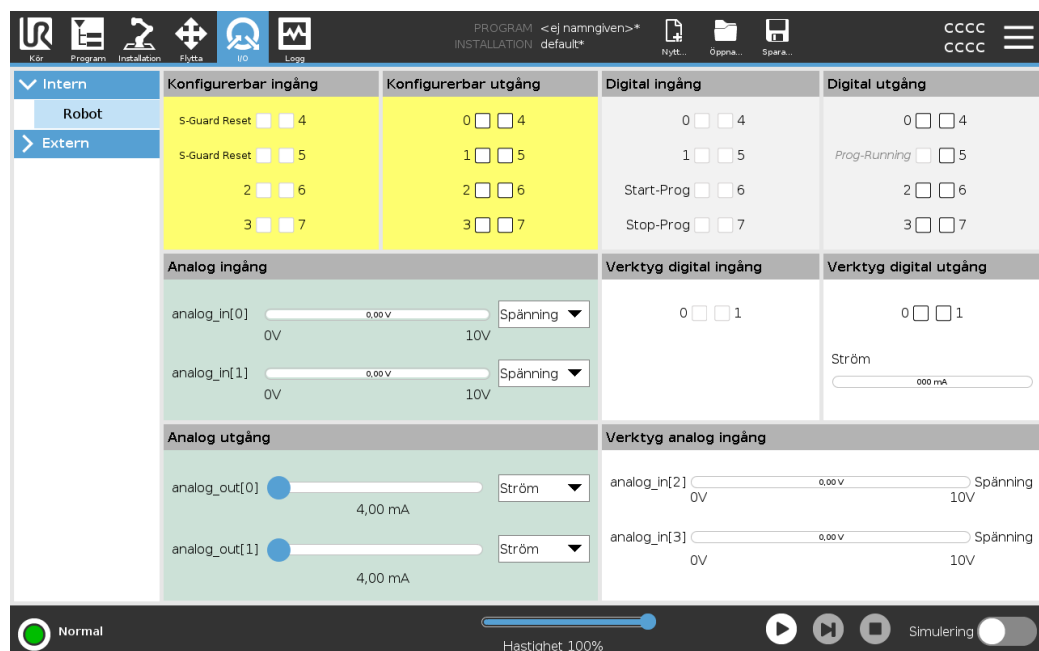 PROGRAM <ej namngiven>*
INSTALLATION default*
CCCC
CCCC
UR
Kör
Program
Installation
Flytta
I/O
Logg
Nytt...
Öppna...
Spara...
Intern
Robot
Extern
Konfigurerbar ingång
S-Guard Reset 4
S-Guard Reset 5
2 6
3 7
Konfigurerbar utgång
0 4
1 5
2 6
3 7
Digital ingång
0 4
1 5
Start-Prog 6
Stop-Prog 7
Digital utgång
0 4
Prog-Running 5
2 6
3 7
Analog ingång
analog_in[0] 0,00 V Spänning
0V 10V
analog_in[1] 0,00 V Spänning
0V 10V
Verktyg digital ingång
0 1
Verktyg digital utgång
0 1
Ström
000 mA
Analog utgång
analog_out[0] Ström
4,00 mA
analog_out[1] Ström
4,00 mA
Verktyg analog ingång
analog_in[2] 0,00 V Spänning
0V 10V
analog_in[3] 0,00 V Spänning
0V 10V
Normal
Hastighet 100%
Simulering